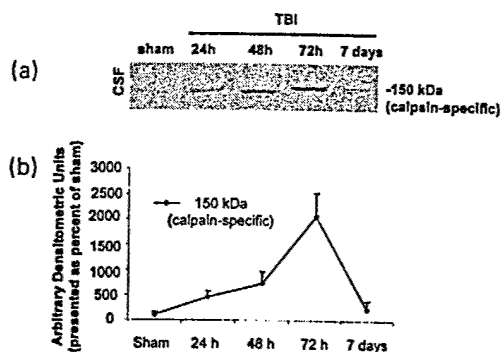 TBI
sham 24h 48h 72h 7 days
(a)
CSF
-150 kDa
(calpain-specific)
(b)
Arbitrary Densitometric Units
(presented as percent of sham)
3000
2500
2000
1500
1000
500
0
150 kDa
(calpain-specific)
Sham 24 h 48 h 72 h 7 days